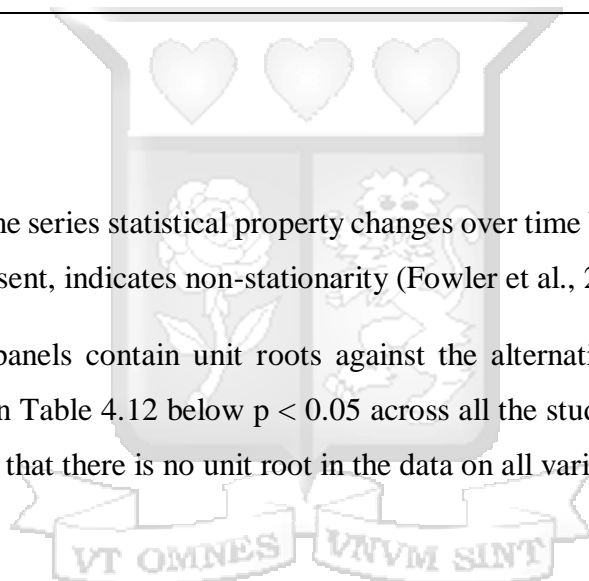 ne series statistical property changes over time
sent, indicates non-stationarity (Fowler et al., 2
panels contain unit roots against the alternati
n Table 4.12 below p < 0.05 across all the stud
that there is no unit root in the data on all vari
VT OMNES VNVM SINT